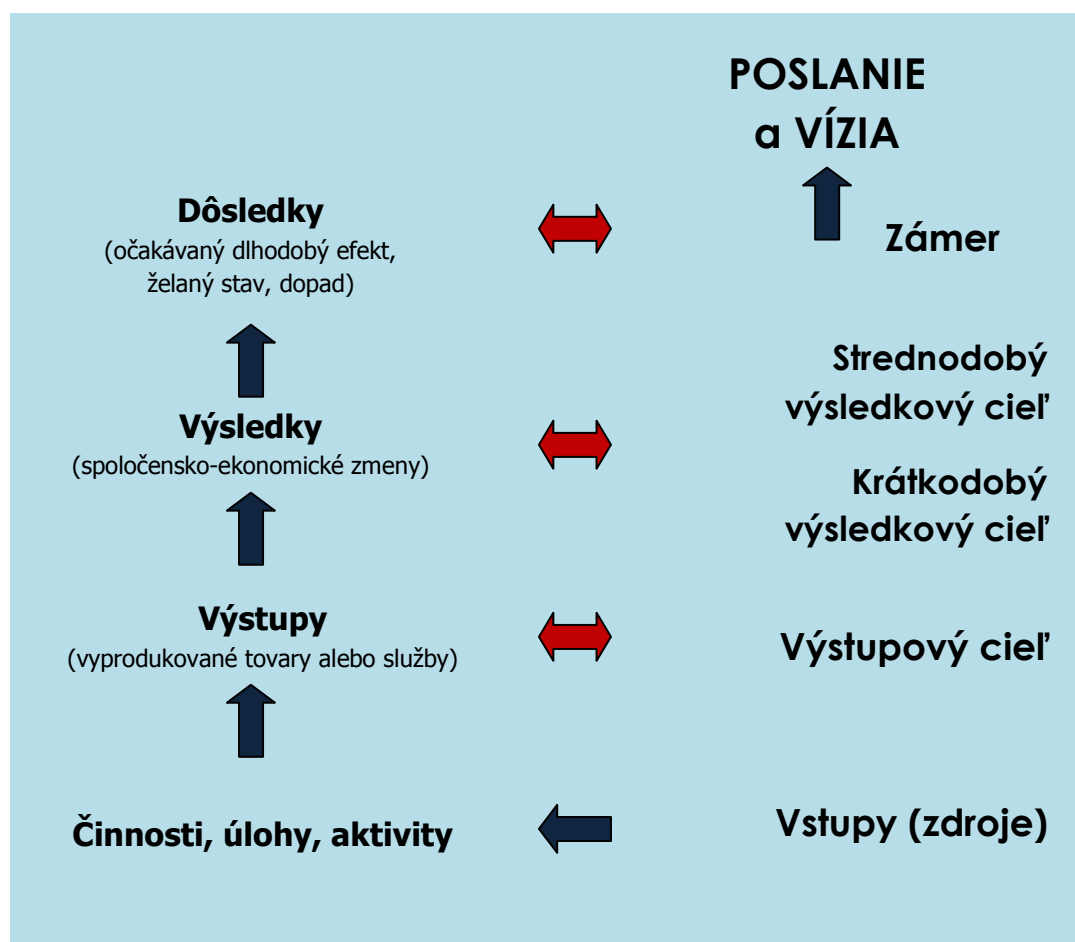 POSLANIE
a VÍZIA
Dôsledky
(očakávaný dlhodobý efekt,
želaný stav, dopad)
Zámer
Strednodobý
výsledkový cieľ
Výsledky
(spoločensko-ekonomické zmeny)
Krátkodobý
výsledkový cieľ
Výstupy
(vyprodukované tovary alebo služby)
Výstupový cieľ
Činnosti, úlohy, aktivity
Vstupy (zdroje)